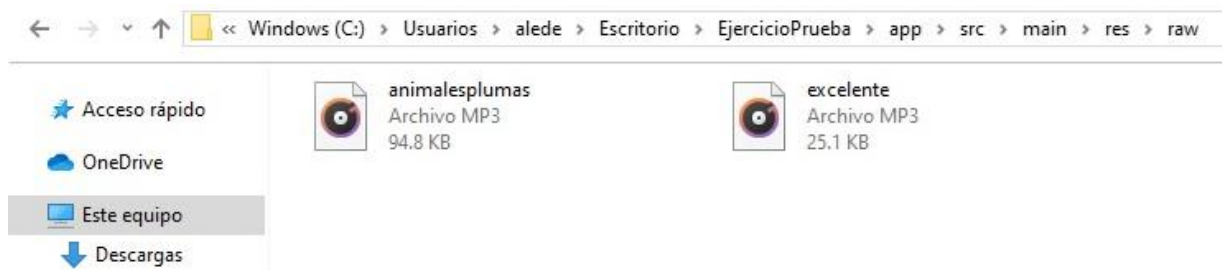 « Windows (C:) > Usuarios > alede > Escritorio > EjercicioPrueba > app > src > main > res > raw
Acceso rápido
OneDrive
Este equipo
Descargas
animalesplumas
Archivo MP3
94.8 KB
excelente
Archivo MP3
25.1 KB